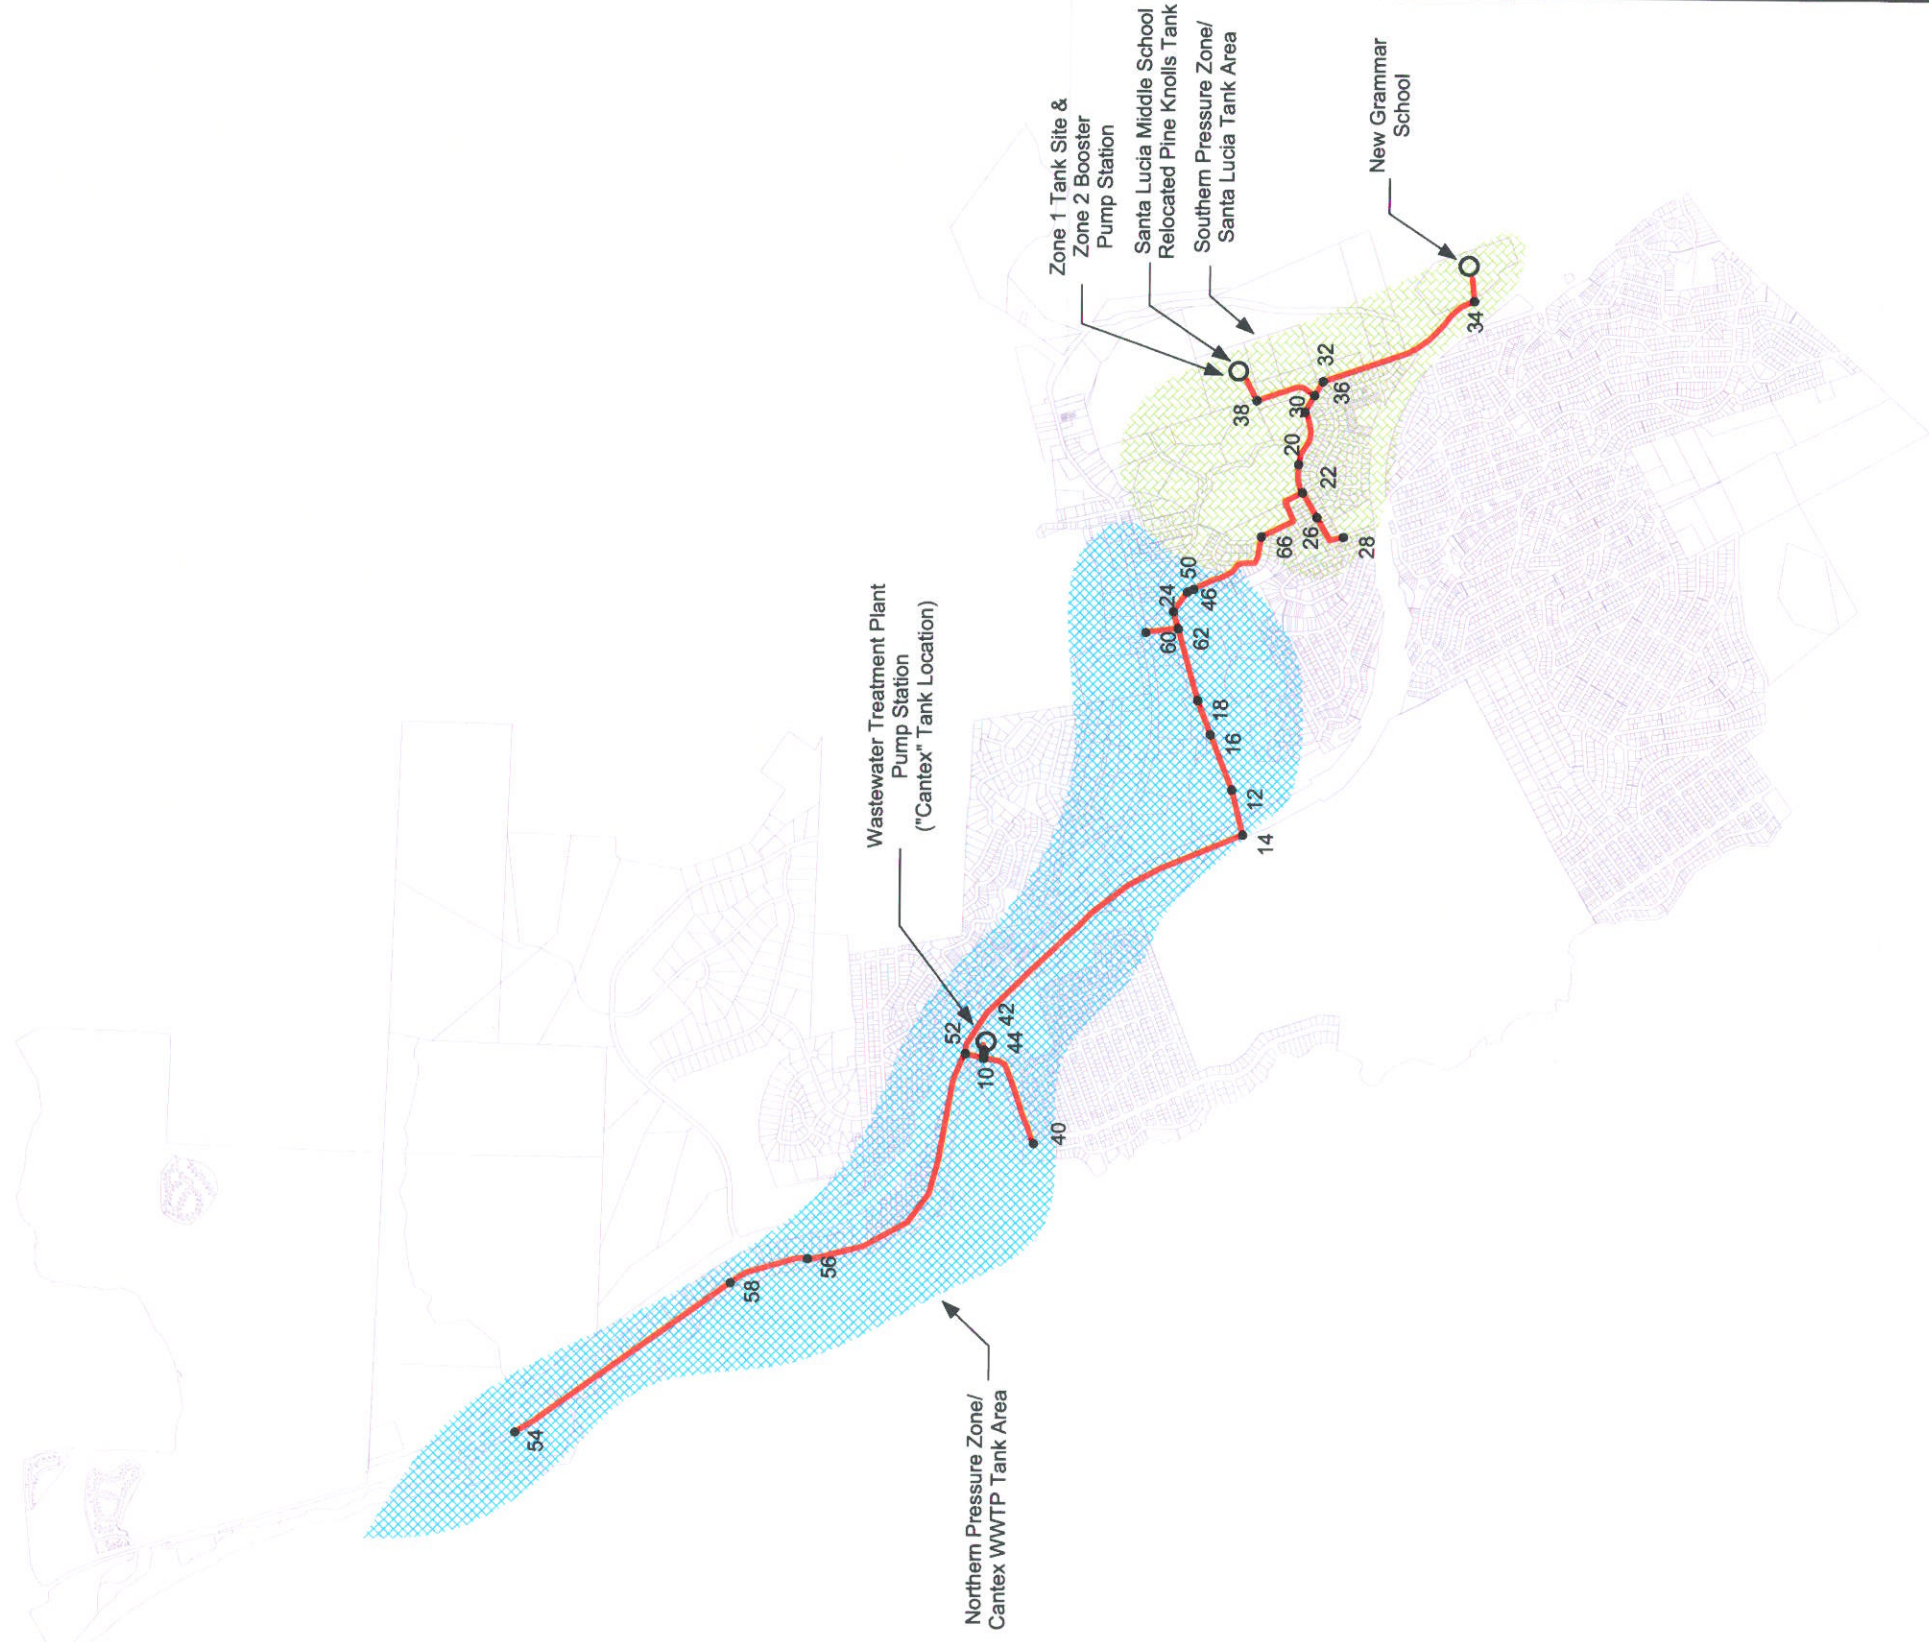 Zone 1 Tank Site &
Zone 2 Booster
Pump Station
Santa Lucia Middle School
Relocated Pine Knolls Tank
Southern Pressure Zone/
Santa Lucia Tank Area
New Grammar
School
Wastewater Treatment Plant
Pump Station
("Cantex" Tank Location)
Northern Pressure Zone/
Cantex WWTP Tank Area
34
32
36
30
38
20
22
26
28
66
50
46
24
60
62
18
16
12
14
42
44
52
10
40
56
58
54